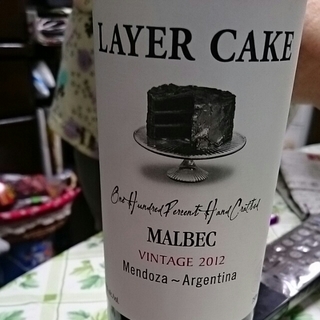 LAYER CAKE
One Hundred Percent Hand Crafted
MALBEC
VINTAGE 2012
Mendoza ~ Argentina